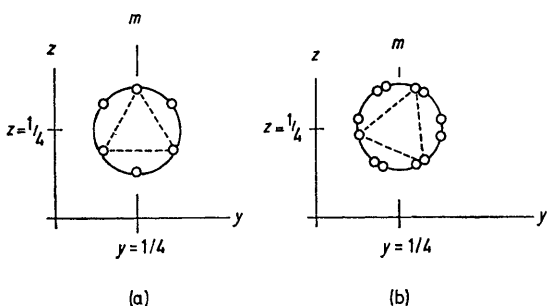 m
z
z = 1/4
y
y = 1/4
(a)
m
z
z = 1/4
y
y = 1/4
(b)